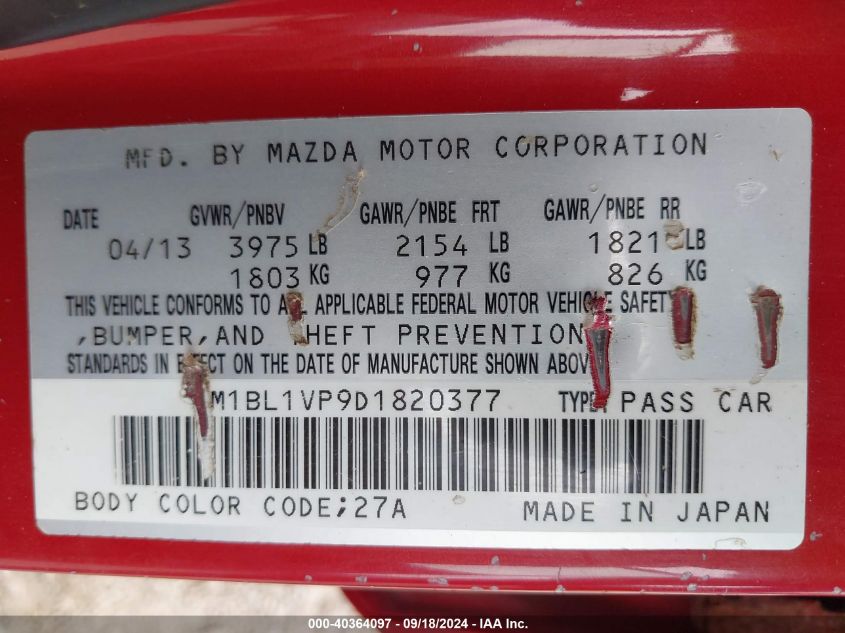 MFD. BY MAZDA MOTOR CORPORATION
DATE GVWR/PNBV GAWR/PNBE FRT GAWR/PNBE RR
04/13 3975 LB 2154 LB 1821 LB
1803 KG 977 KG 826 KG
THIS VEHICLE CONFORMS TO ALL APPLICABLE FEDERAL MOTOR VEHICLE SAFETY
,BUMPER,AND THEFT PREVENTION
STANDARDS IN EFFECT ON THE DATE OF MANUFACTURE SHOWN ABOVE
M1BL1VP9D1820377 TYPE: PASS CAR
BODY COLOR CODE;27A MADE IN JAPAN
000-40364097 - 09/18/2024 - IAA Inc.